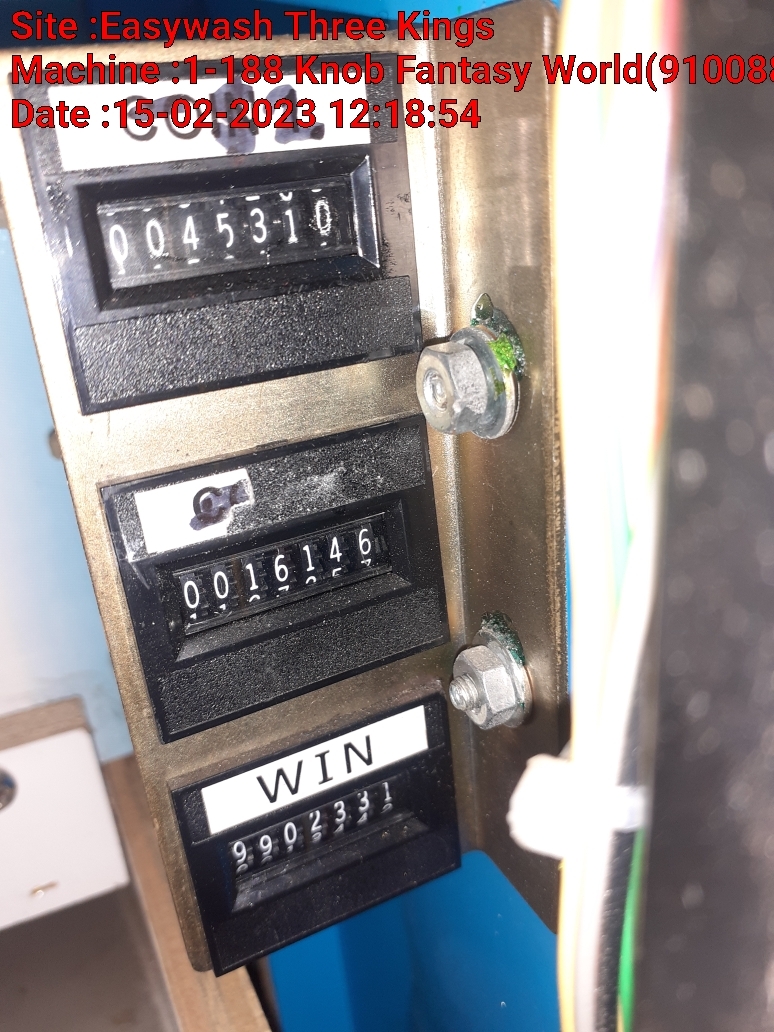 Site :Easywash Three Kings
Machine :1-188 Knob Fantasy World(910088
Date :15-02-2023 12:18:54
0045310
0016146
WIN
9902331